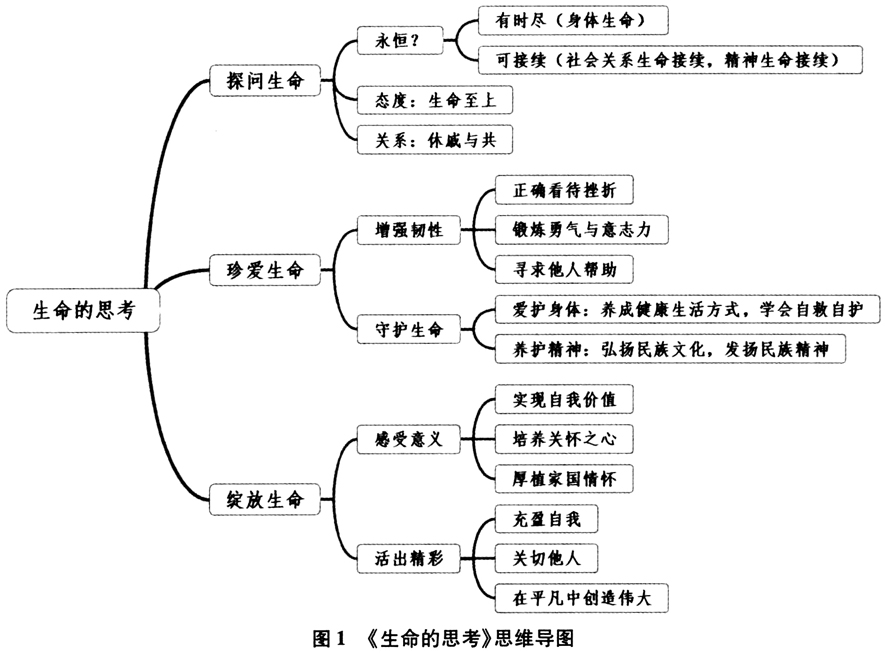 生命的思考
探问生命
永恒？
有时尽（身体生命）
可接续（社会关系生命接续，精神生命接续）
态度：生命至上
关系：休戚与共
珍爱生命
增强韧性
正确看待挫折
锻炼勇气与意志力
寻求他人帮助
守护生命
爱护身体：养成健康生活方式，学会自救自护
养护精神：弘扬民族文化，发扬民族精神
绽放生命
感受意义
实现自我价值
培养关怀之心
厚植家国情怀
活出精彩
充盈自我
关切他人
在平凡中创造伟大
图1 《生命的思考》思维导图